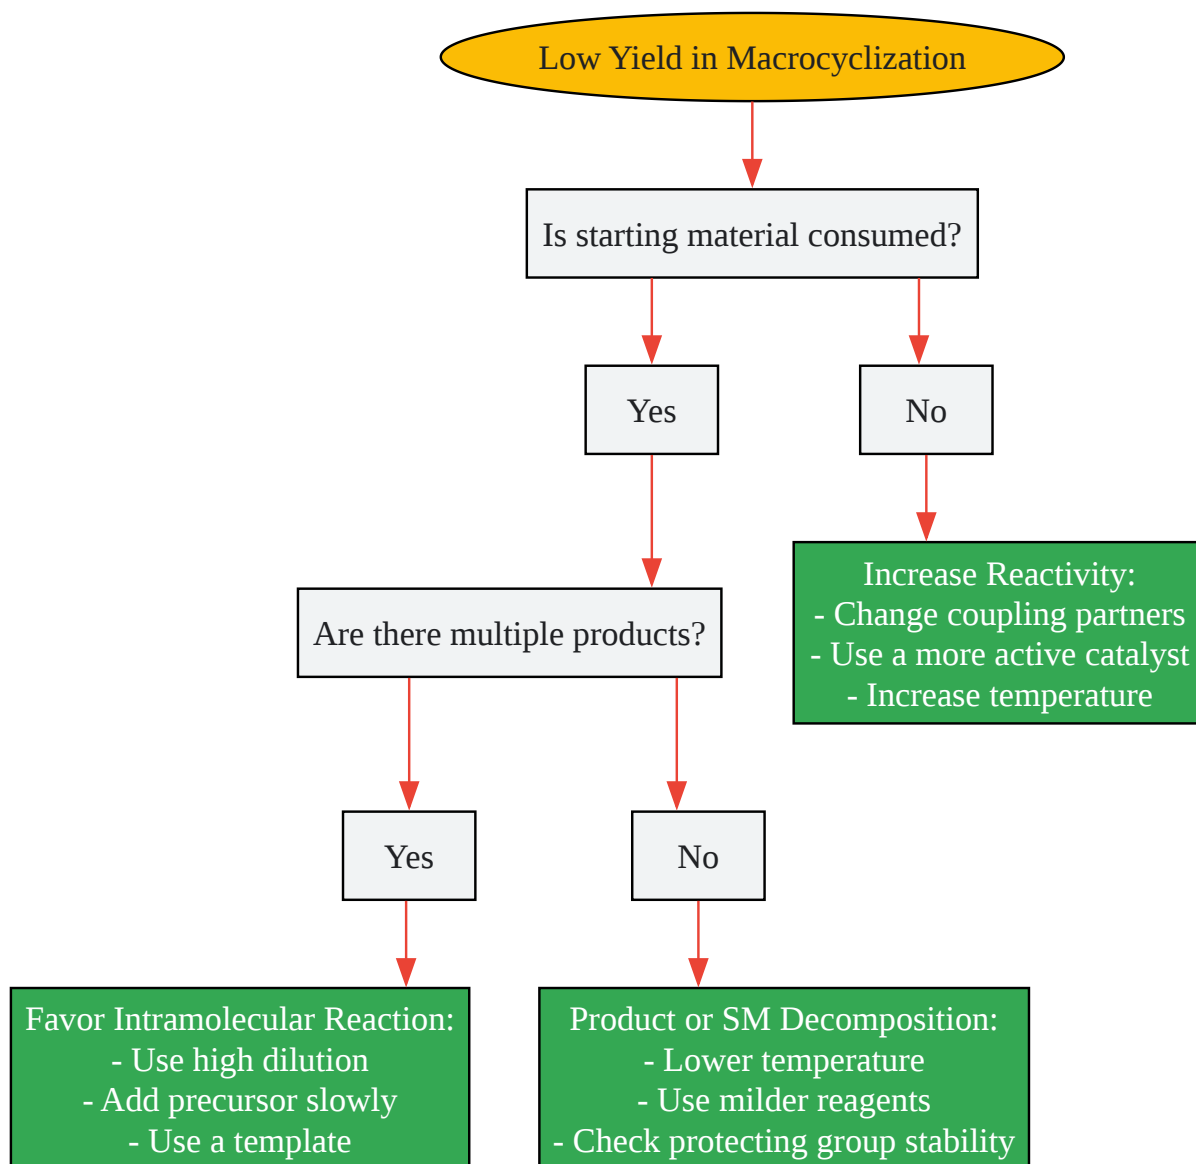 Low Yield in Macrocyclization
Is starting material consumed?
Yes
No
Increase Reactivity:
- Change coupling partners
- Use a more active catalyst
- Increase temperature
Are there multiple products?
Yes
No
Favor Intramolecular Reaction:
- Use high dilution
- Add precursor slowly
- Use a template
Product or SM Decomposition:
- Lower temperature
- Use milder reagents
- Check protecting group stability